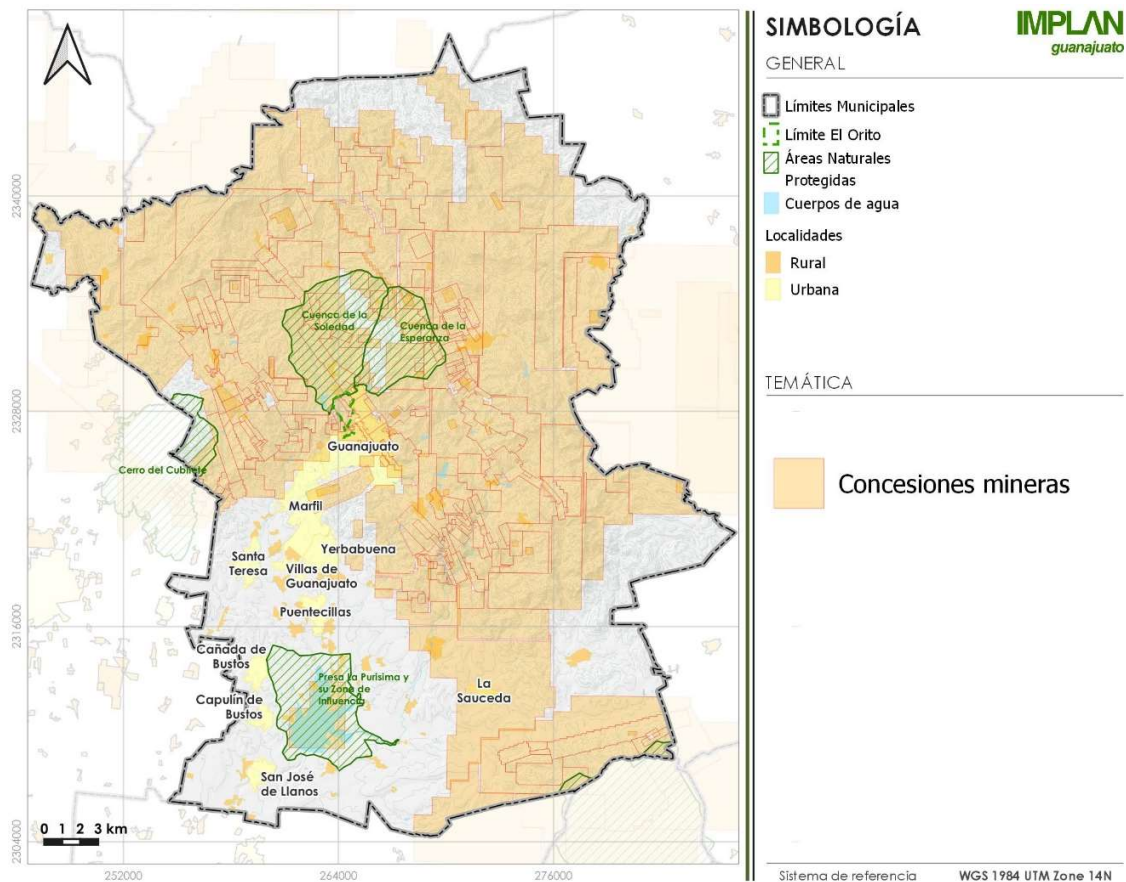 2340000
2328000
2316000
2304000
252000
264000
276000
Cuenca de la
Soledad
Cuenca de la
Esperanza
Guanajuato
Cerro del Cubilete
Marfil
Yerbabuena
Santa
Teresa
Villas de
Guanajuato
Puentecillas
Cañada de
Bustos
Presa La Purisima y
su Zona de
Influencia
La
Sauceda
Capulín de
Bustos
San José
de Llanos
0 1 2 3 km
SIMBOLOGÍA
IMPLAN
guanajuato
GENERAL
Límites Municipales
Límite El Orito
Áreas Naturales
Protegidas
Cuerpos de agua
Localidades
Rural
Urbana
TEMÁTICA
Concesiones mineras
Sistema de referencia WGS 1984 UTM Zone 14N